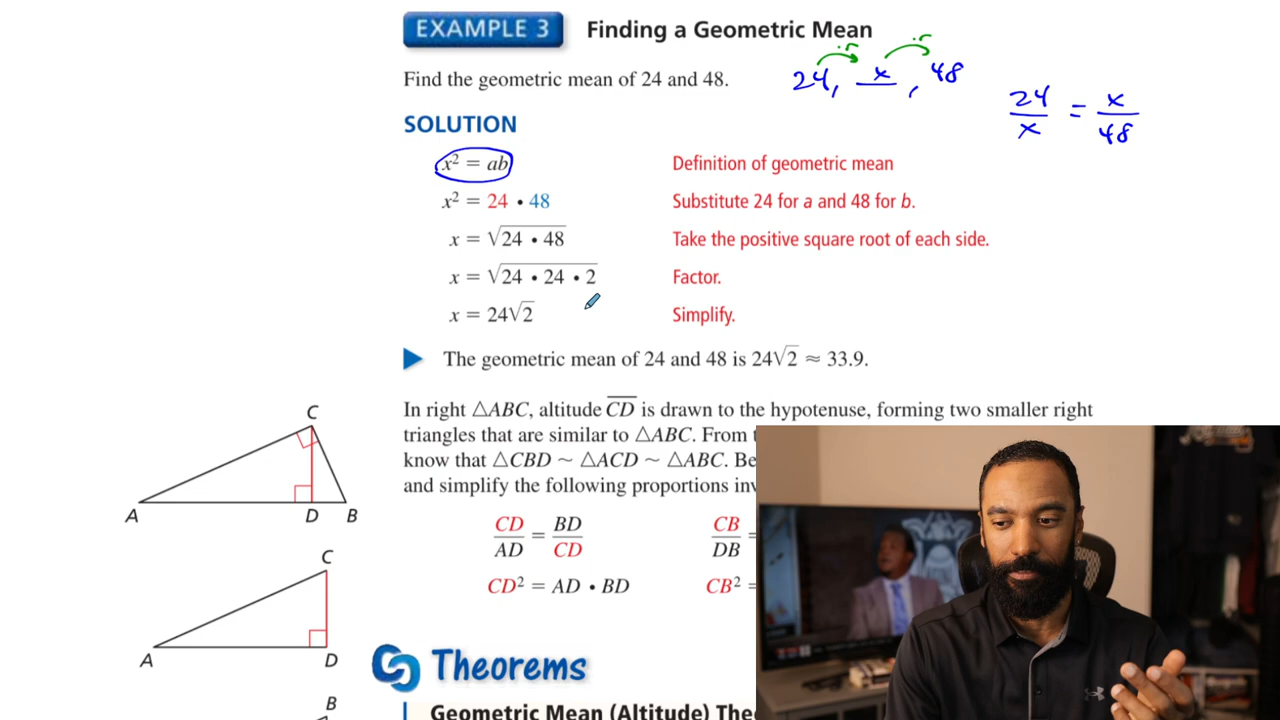 EXAMPLE 3 Finding a Geometric Mean
Find the geometric mean of 24 and 48.
·r ·r
24, x, 48
24/x = x/48
SOLUTION
x² = ab Definition of geometric mean
x² = 24 • 48 Substitute 24 for a and 48 for b.
x = √24 • 48 Take the positive square root of each side.
x = √24 • 24 • 2 Factor.
x = 24√2 Simplify.
The geometric mean of 24 and 48 is 24√2 ≈ 33.9.
In right △ABC, altitude CD is drawn to the hypotenuse, forming two smaller right
triangles that are similar to △ABC. From
know that △CBD ~ △ACD ~ △ABC.
and simplify the following proportions
CD/AD = BD/CD CB/DB =
CD² = AD • BD CB² =
C
A D B
C
A D
B
Theorems
Geometric Mean (Altitude)